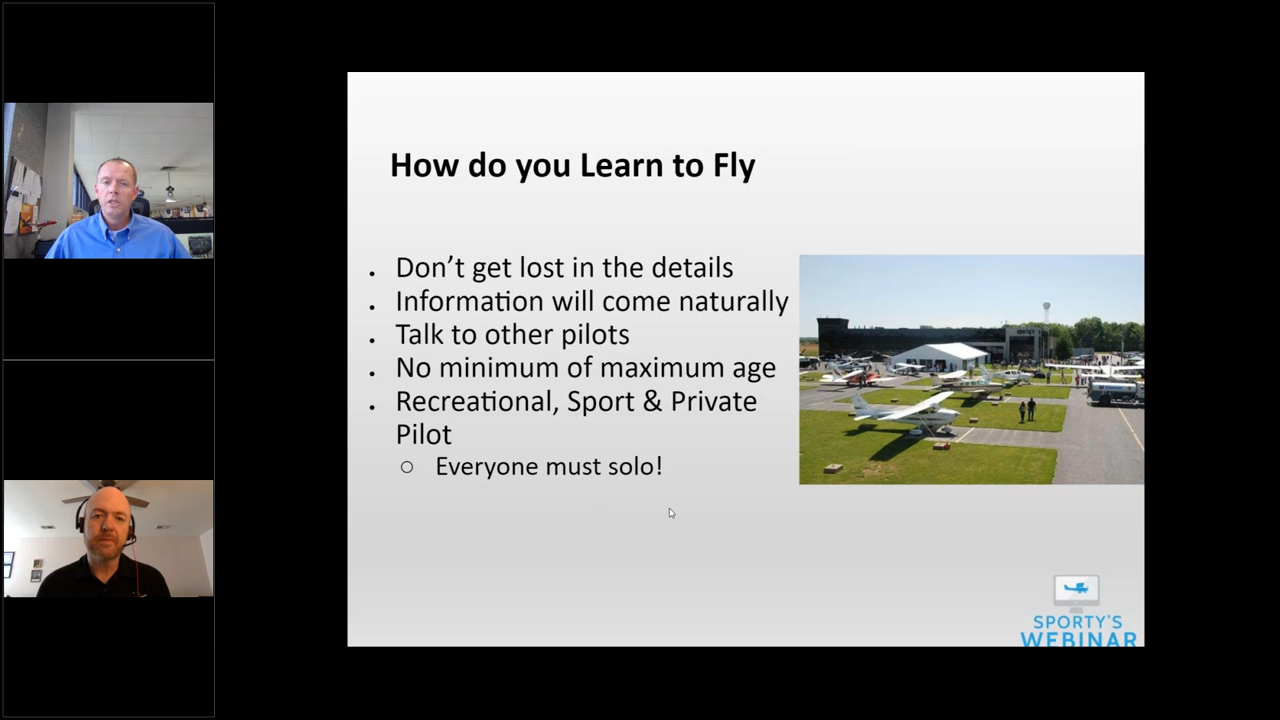 How do you Learn to Fly
Don’t get lost in the details
Information will come naturally
Talk to other pilots
No minimum of maximum age
Recreational, Sport & Private
Pilot
Everyone must solo!
SPORTY'S
WEBINAR